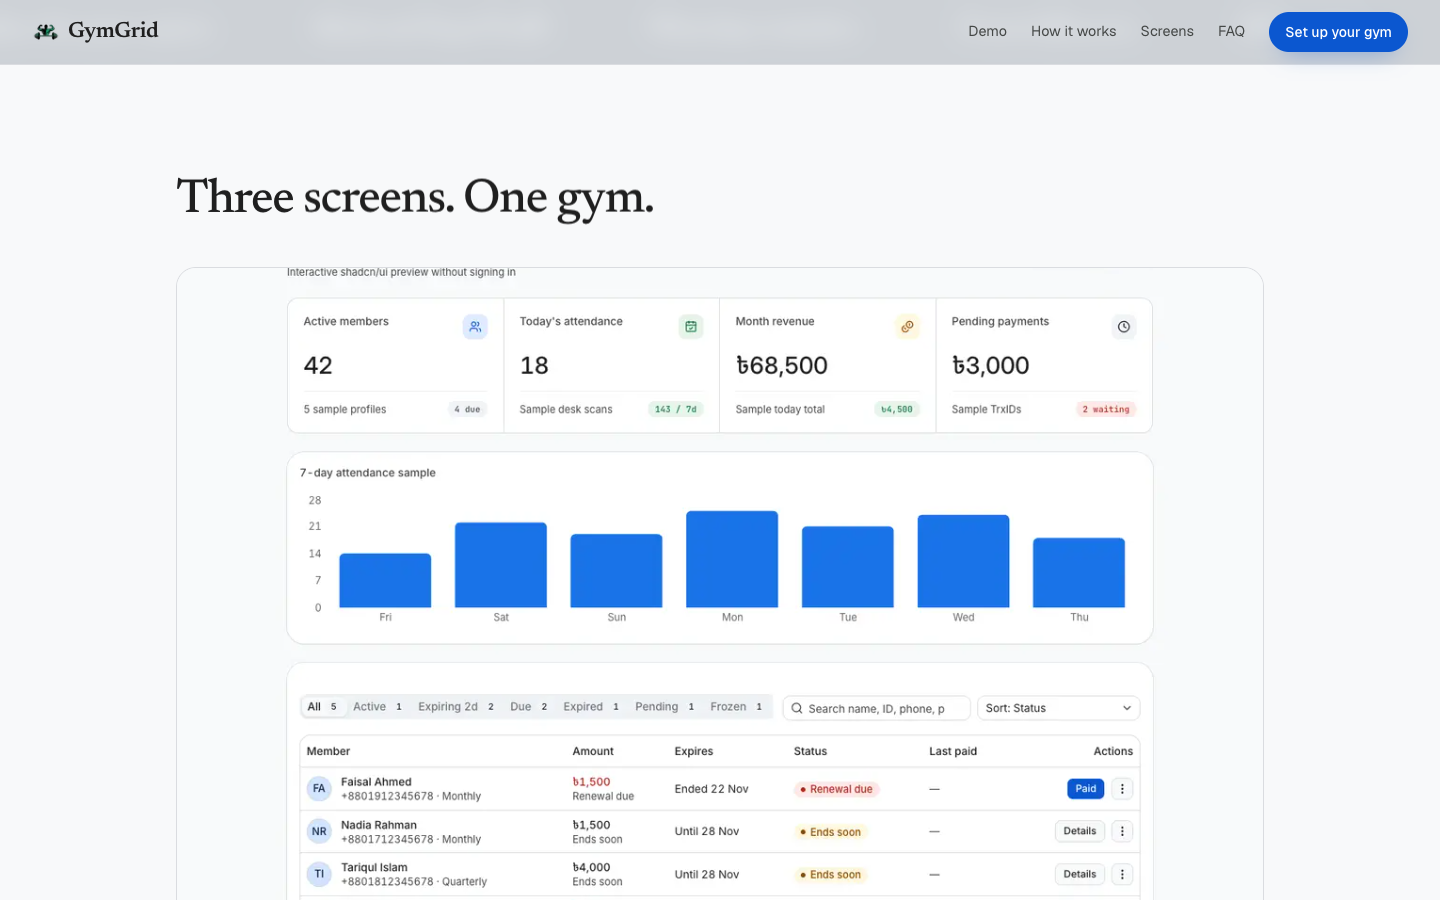 GymGrid
Demo
How it works
Screens
FAQ
Set up your gym
Three screens. One gym.
Interactive shadcn/ui preview without signing in
Active members
42
5 sample profiles
4 due
Today's attendance
18
Sample desk scans
143 / 7d
Month revenue
৳68,500
Sample today total
৳4,500
Pending payments
৳3,000
Sample TrxIDs
2 waiting
7-day attendance sample
28
21
14
7
0
Fri Sat Sun Mon Tue Wed Thu
All 5 Active 1 Expiring 2d 2 Due 2 Expired 1 Pending 1 Frozen 1
Search name, ID, phone, p
Sort: Status
Member Amount Expires Status Last paid Actions
FA
Faisal Ahmed
+8801912345678 · Monthly
৳1,500
Renewal due
Ended 22 Nov
Renewal due
—
Paid
NR
Nadia Rahman
+8801712345678 · Monthly
৳1,500
Ends soon
Until 28 Nov
Ends soon
—
Details
TI
Tariqul Islam
+8801812345678 · Quarterly
৳4,000
Ends soon
Until 28 Nov
Ends soon
—
Details